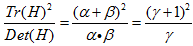 Tr(H)²/Det(H) = (α+β)²/α•β = (γ+1)²/γ